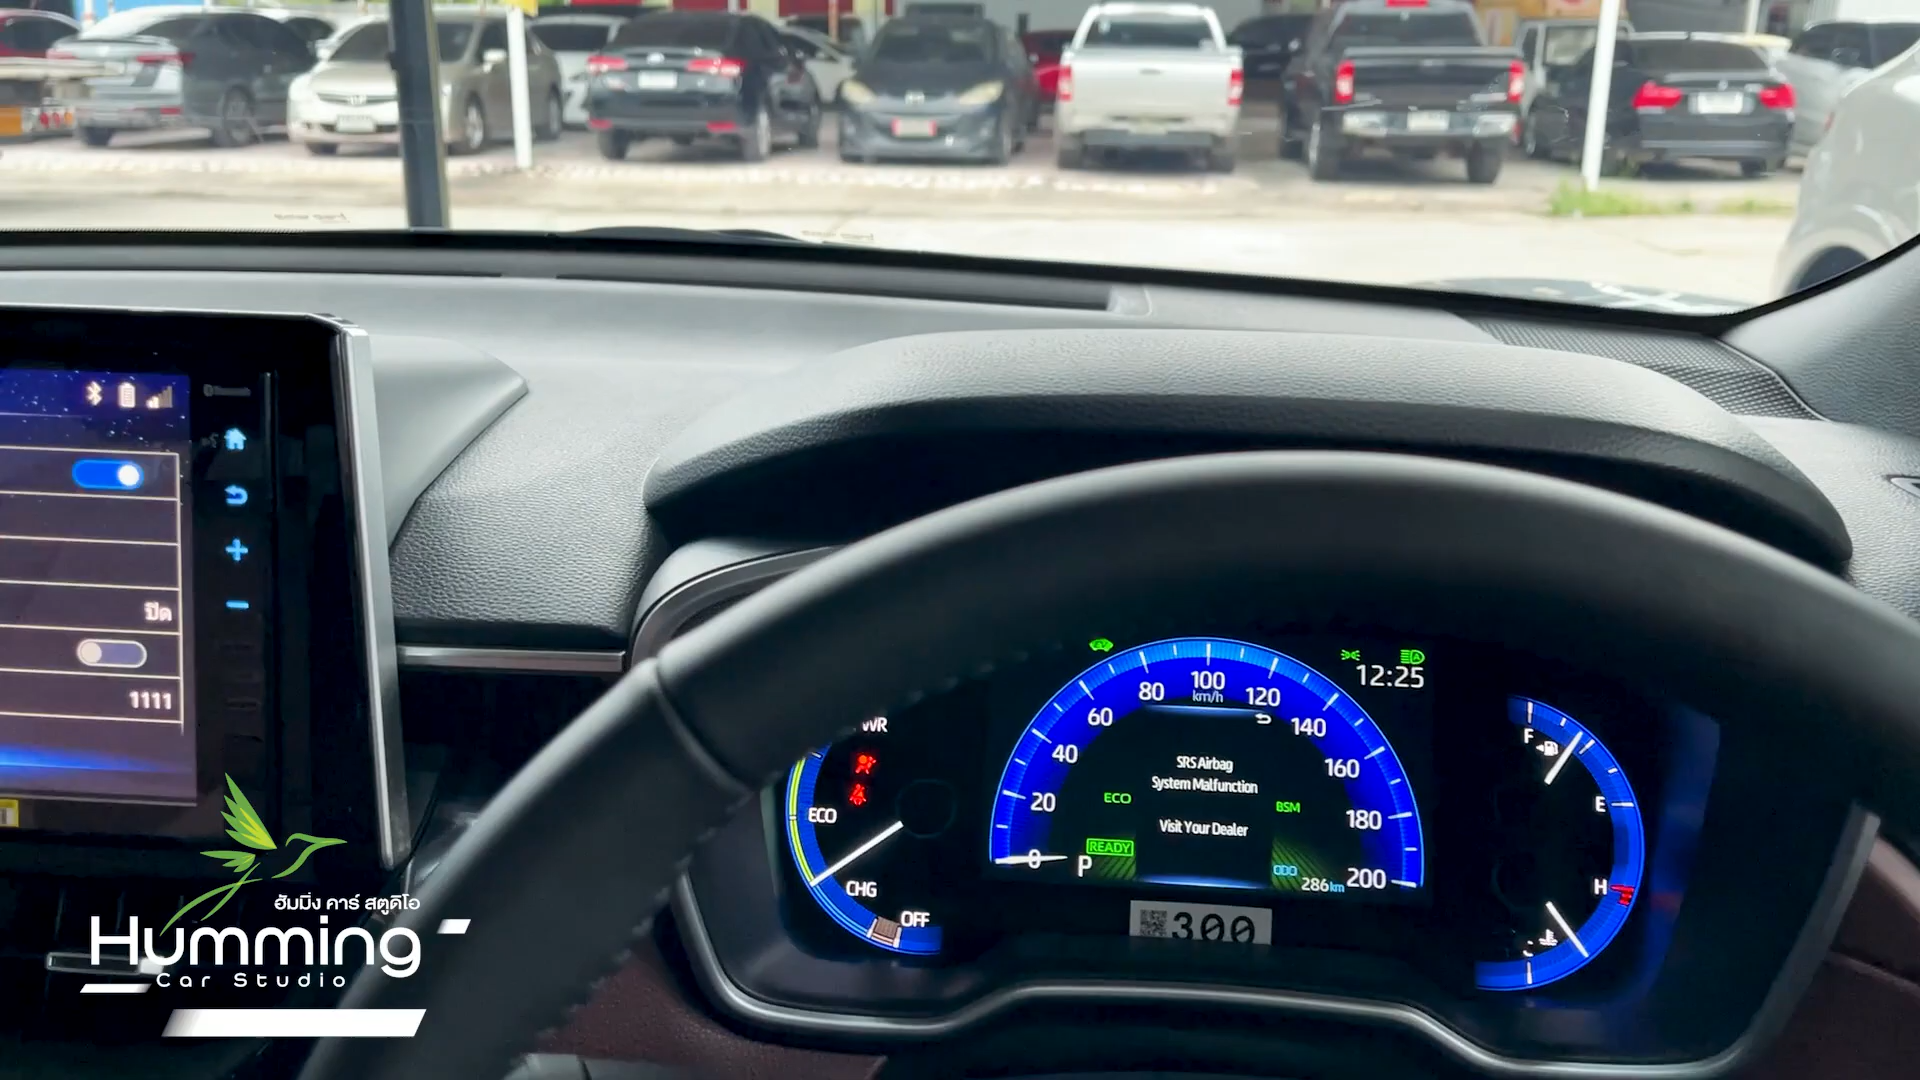 ปิด
1111
PWR
ECO
CHG
OFF
0
20
40
60
80
100
km/h
120
140
160
180
200
12:25
SRS Airbag
System Malfunction
Visit Your Dealer
ECO
BSM
READY
P
ODO
286km
300
F
E
H
C
ฮัมมิ่ง คาร์ สตูดิโอ
Humming
Car Studio